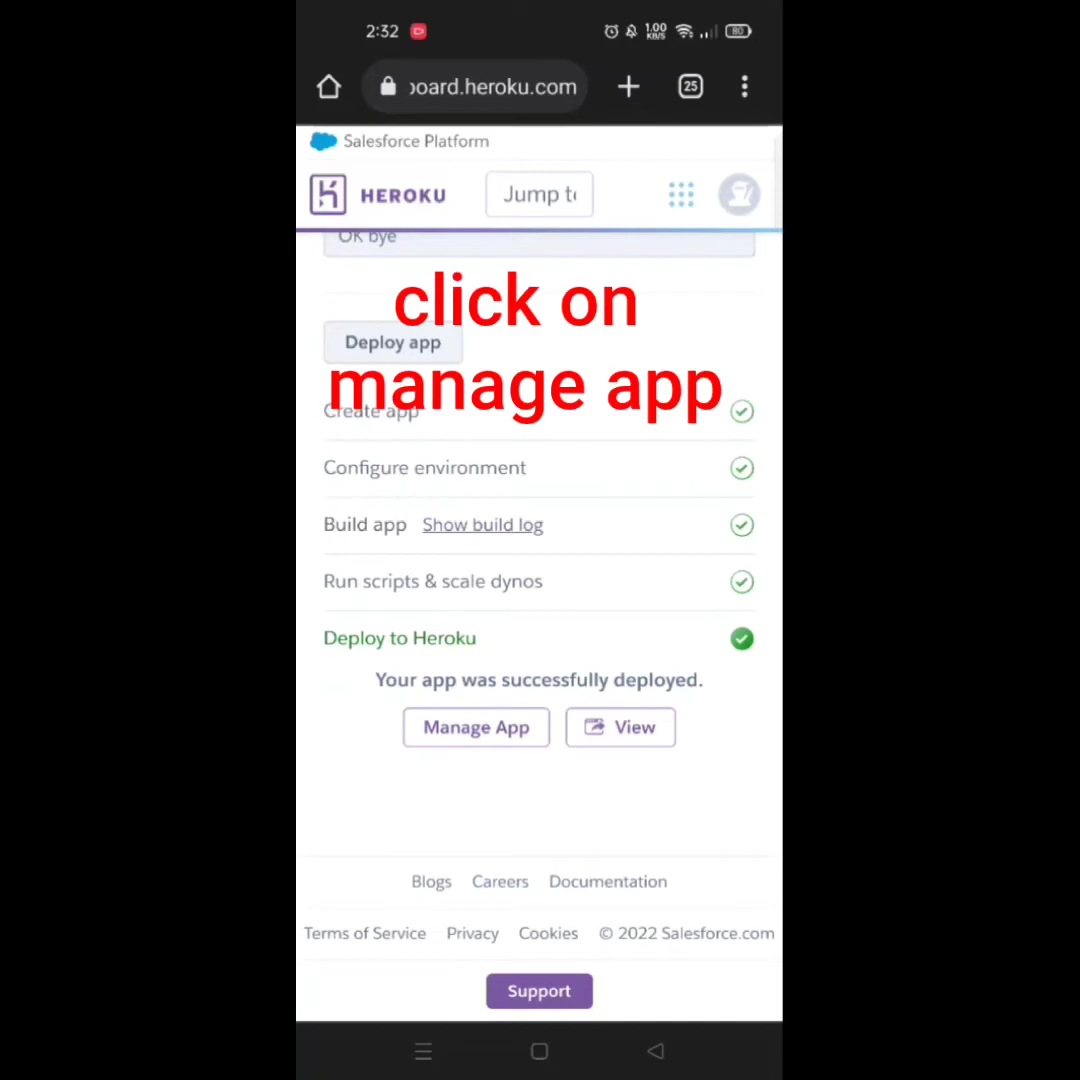 2:32 1.00 KB/S 80
board.heroku.com 25
Salesforce Platform
HEROKU Jump to
OK bye
click on
Deploy app
manage app
Create app
Configure environment
Build app Show build log
Run scripts & scale dynos
Deploy to Heroku
Your app was successfully deployed.
Manage App View
Blogs Careers Documentation
Terms of Service Privacy Cookies © 2022 Salesforce.com
Support